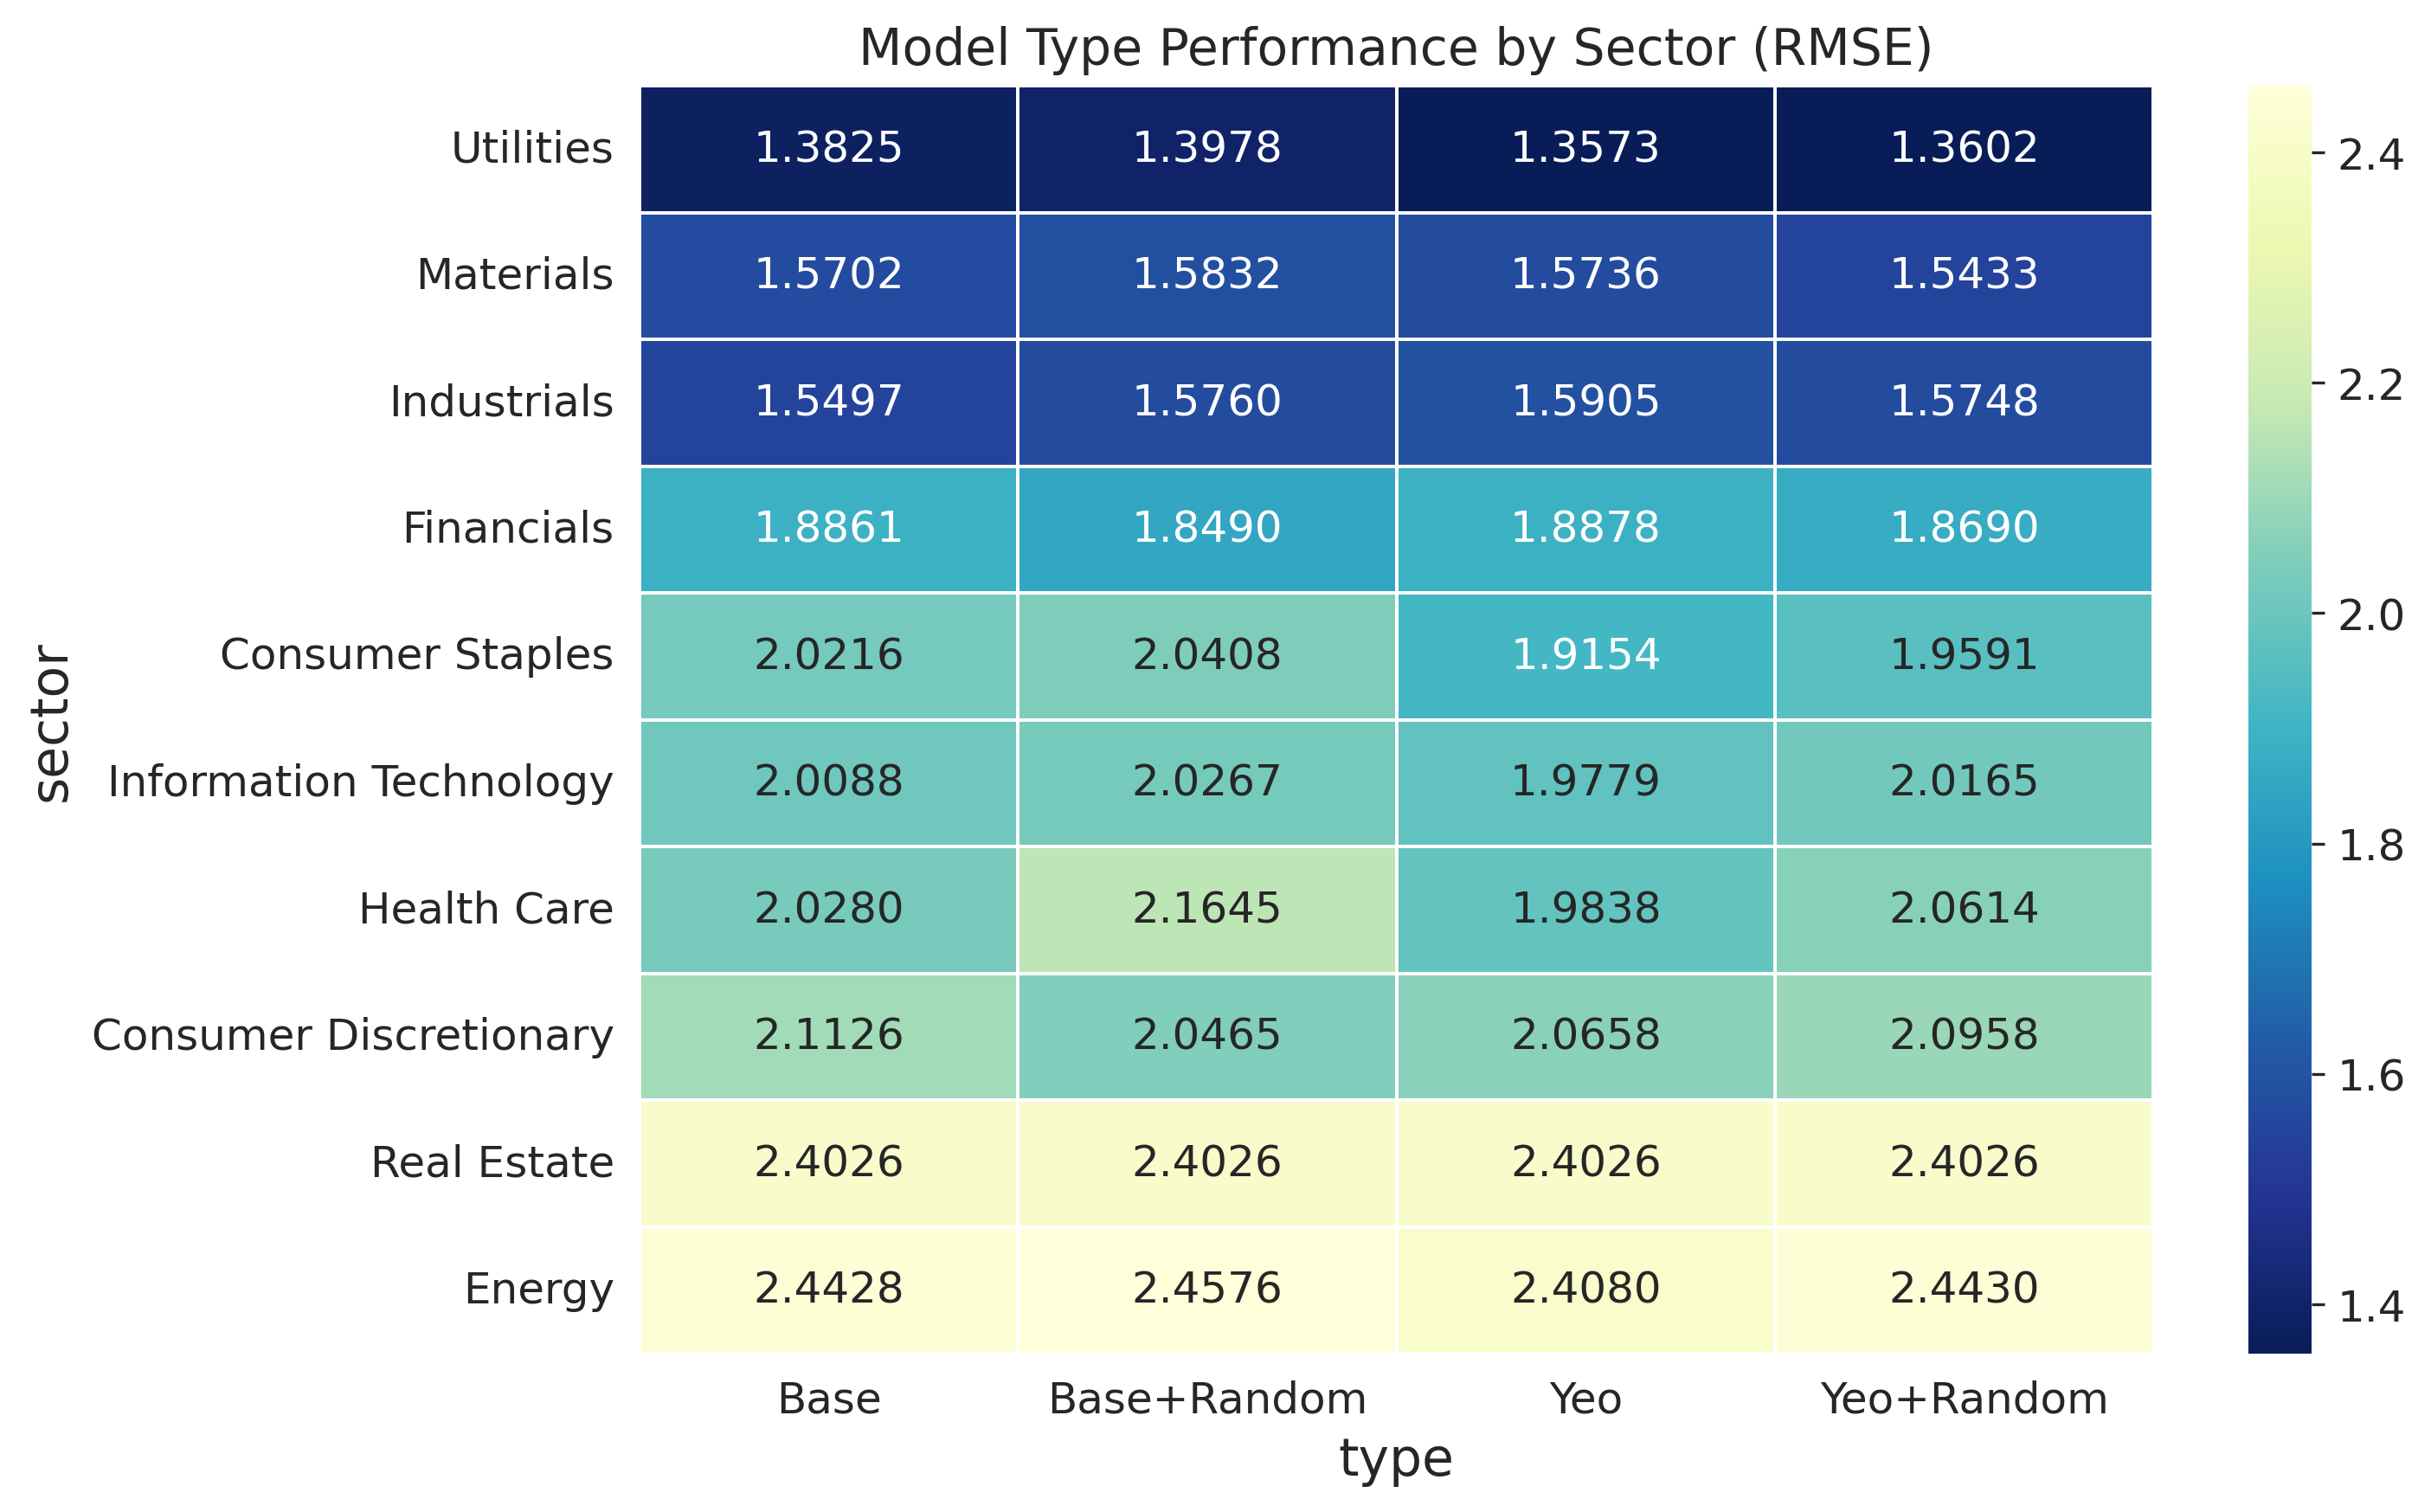 Model Type Performance by Sector (RMSE)
Utilities 1.3825 1.3978 1.3573 1.3602
Materials 1.5702 1.5832 1.5736 1.5433
Industrials 1.5497 1.5760 1.5905 1.5748
Financials 1.8861 1.8490 1.8878 1.8690
Consumer Staples 2.0216 2.0408 1.9154 1.9591
Information Technology 2.0088 2.0267 1.9779 2.0165
Health Care 2.0280 2.1645 1.9838 2.0614
Consumer Discretionary 2.1126 2.0465 2.0658 2.0958
Real Estate 2.4026 2.4026 2.4026 2.4026
Energy 2.4428 2.4576 2.4080 2.4430
Base Base+Random Yeo Yeo+Random
type
sector
2.4
2.2
2.0
1.8
1.6
1.4